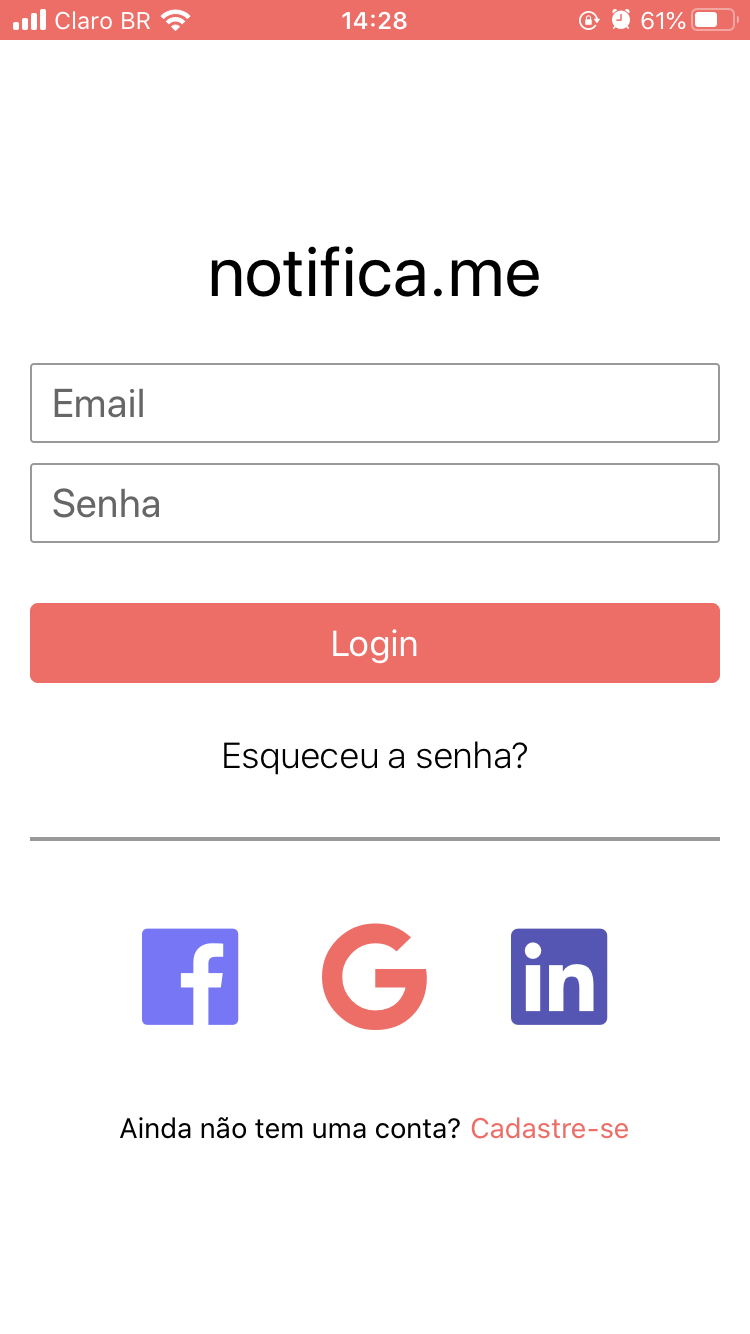 Claro BR 14:28 61%
notifica.me
Email
Senha
Login
Esqueceu a senha?
f G in
Ainda não tem uma conta? Cadastre-se